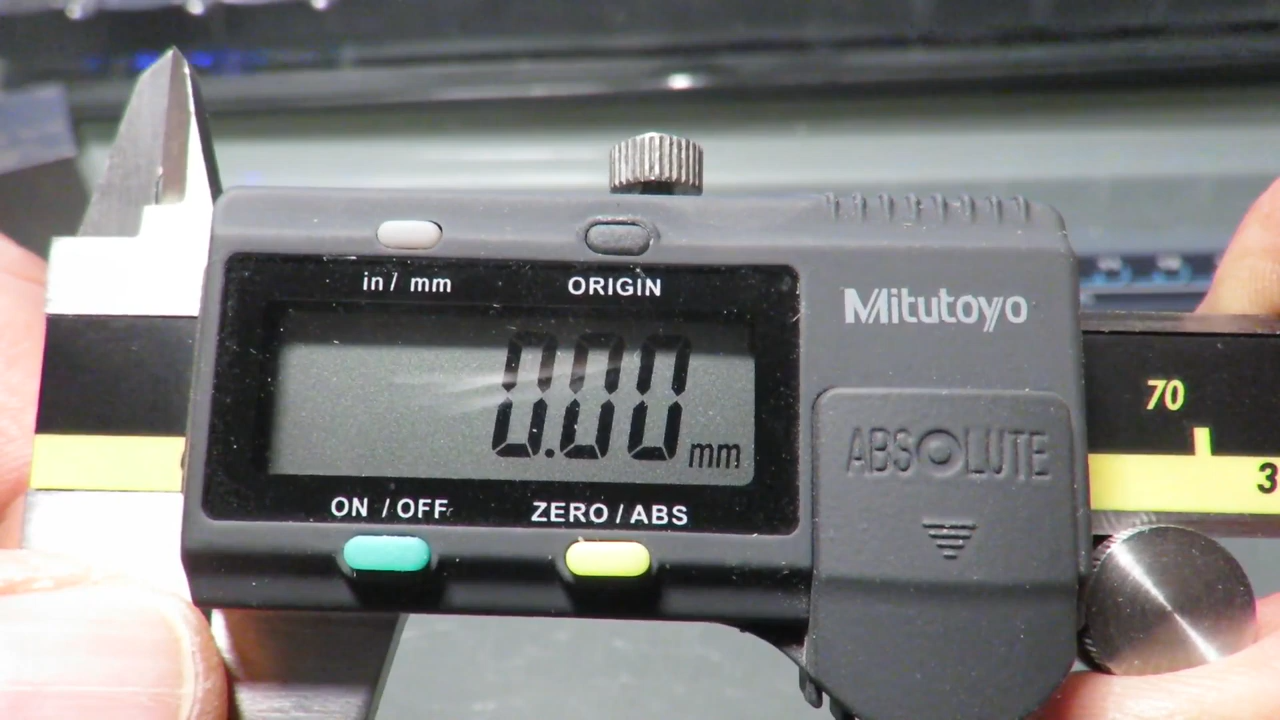 in / mm
ORIGIN
Mitutoyo
0.00 mm
70
ABSOLUTE
3
ON / OFF
ZERO / ABS